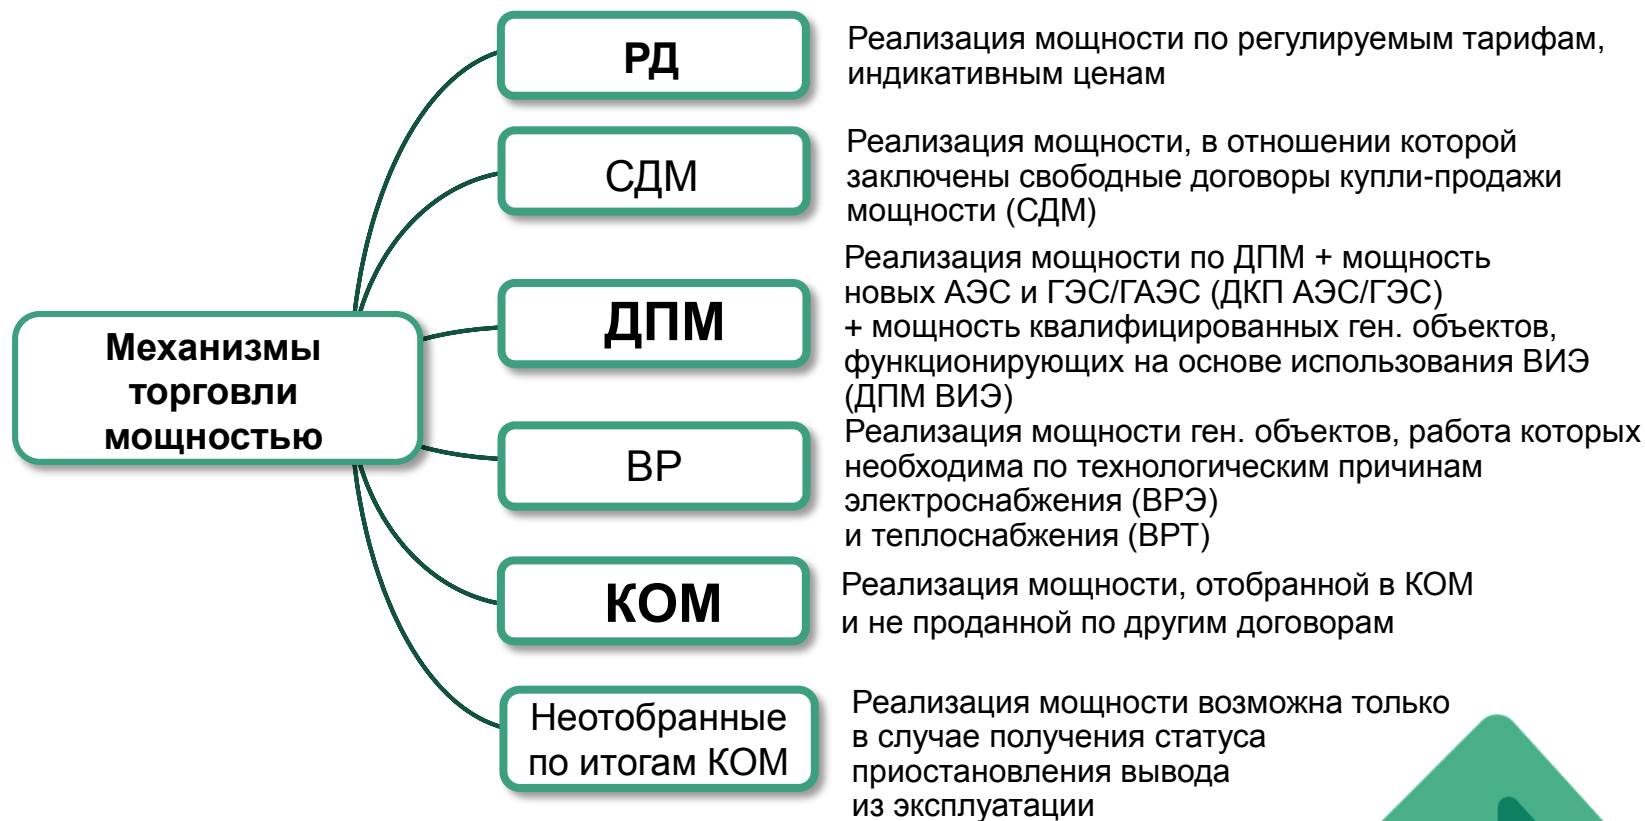 РД
Реализация мощности по регулируемым тарифам,
индикативным ценам
СДМ
Реализация мощности, в отношении которой
заключены свободные договоры купли-продажи
мощности (СДМ)
Механизмы
торговли
мощностью
ДПМ
Реализация мощности по ДПМ + мощность
новых АЭС и ГЭС/ГАЭС (ДКП АЭС/ГЭС)
+ мощность квалифицированных ген. объектов,
функционирующих на основе использования ВИЭ
(ДПМ ВИЭ)
ВР
Реализация мощности ген. объектов, работа которых
необходима по технологическим причинам
электроснабжения (ВРЭ)
и теплоснабжения (ВРТ)
КОМ
Реализация мощности, отобранной в КОМ
и не проданной по другим договорам
Неотобранные
по итогам КОМ
Реализация мощности возможна только
в случае получения статуса
приостановления вывода
из эксплуатации